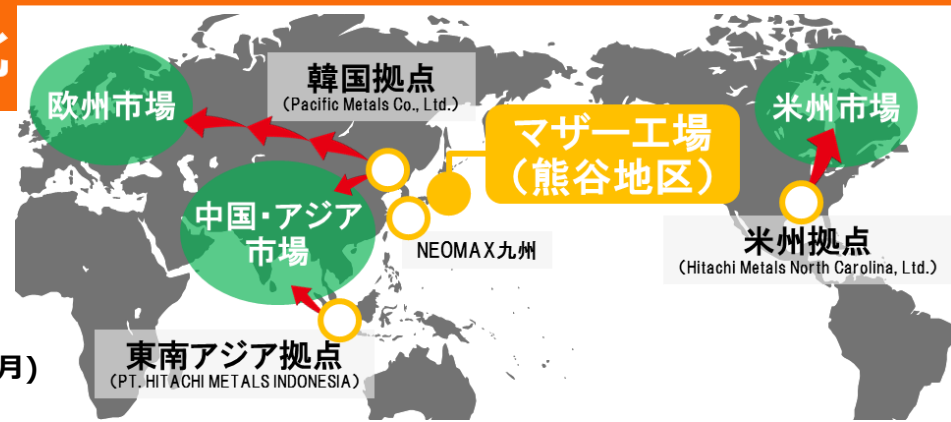 化
欧州市場
韓国拠点
(Pacific Metals Co., Ltd.)
マザー工場
(熊谷地区)
米州市場
中国・アジア
市場
NEOMAX九州
米州拠点
(Hitachi Metals North Carolina, Ltd.)
東南アジア拠点
(PT. HITACHI METALS INDONESIA)
月)